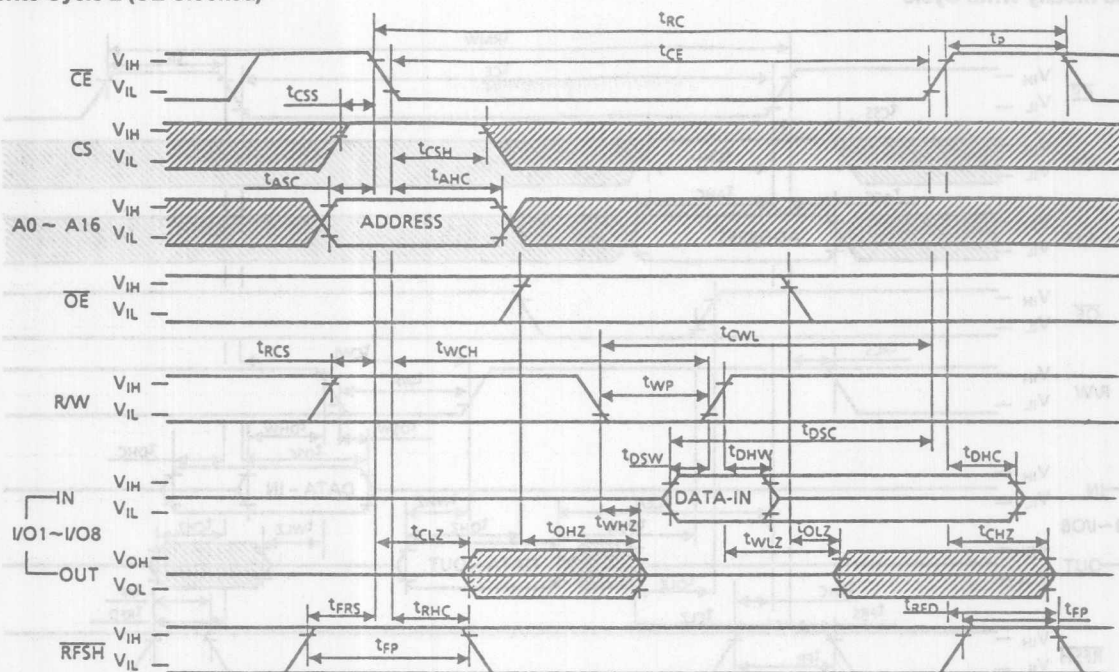 tRC
tCE
tP
CE
VIH
VIL
tCSS
CS
VIH
VIL
tCSH
tASC
tAHC
A0 ~ A16
VIH
VIL
ADDRESS
OE
VIH
VIL
tCWL
tRCS
tWCH
R/W
VIH
VIL
tWP
tDSC
tDSW
tDHW
tDHC
IN
VIH
VIL
DATA-IN
I/O1~I/O8
tWHZ
tOHZ
tCLZ
tOLZ
tWLZ
tCHZ
OUT
VOH
VOL
tFRS
tRHC
tRFD
tFP
RFSH
VIH
VIL
tFP